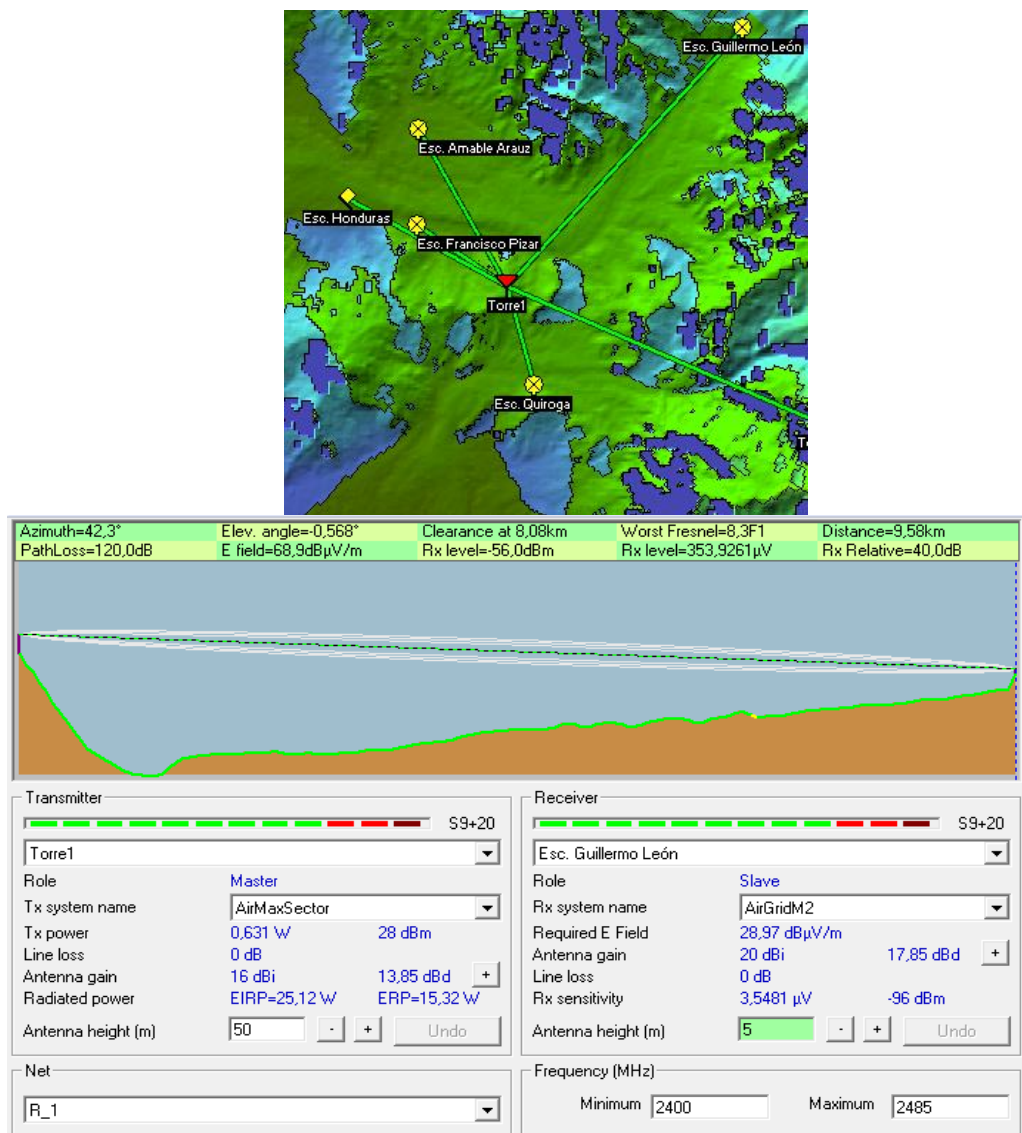 Esc. Guillermo León
Esc. Amable Arauz
Esc. Honduras
Esc. Francisco Pizar
Torre1
Esc. Quiroga
Azimuth=42,3° Elev. angle=-0,568° Clearance at 8,08km Worst Fresnel=8,3F1 Distance=9,58km
PathLoss=120,0dB E field=68,9dBµV/m Rx level=-56,0dBm Rx level=353,9261µV Rx Relative=40,0dB
Transmitter
S9+20
Torre1
Role Master
Tx system name AirMaxSector
Tx power 0,631 W 28 dBm
Line loss 0 dB
Antenna gain 16 dBi 13,85 dBd +
Radiated power EIRP=25,12 W ERP=15,32 W
Antenna height (m) 50 - + Undo
Net
R_1
Receiver
S9+20
Esc. Guillermo León
Role Slave
Rx system name AirGridM2
Required E Field 28,97 dBµV/m
Antenna gain 20 dBi 17,85 dBd +
Line loss 0 dB
Rx sensitivity 3,5481 µV -96 dBm
Antenna height (m) 5 - + Undo
Frequency (MHz)
Minimum 2400 Maximum 2485